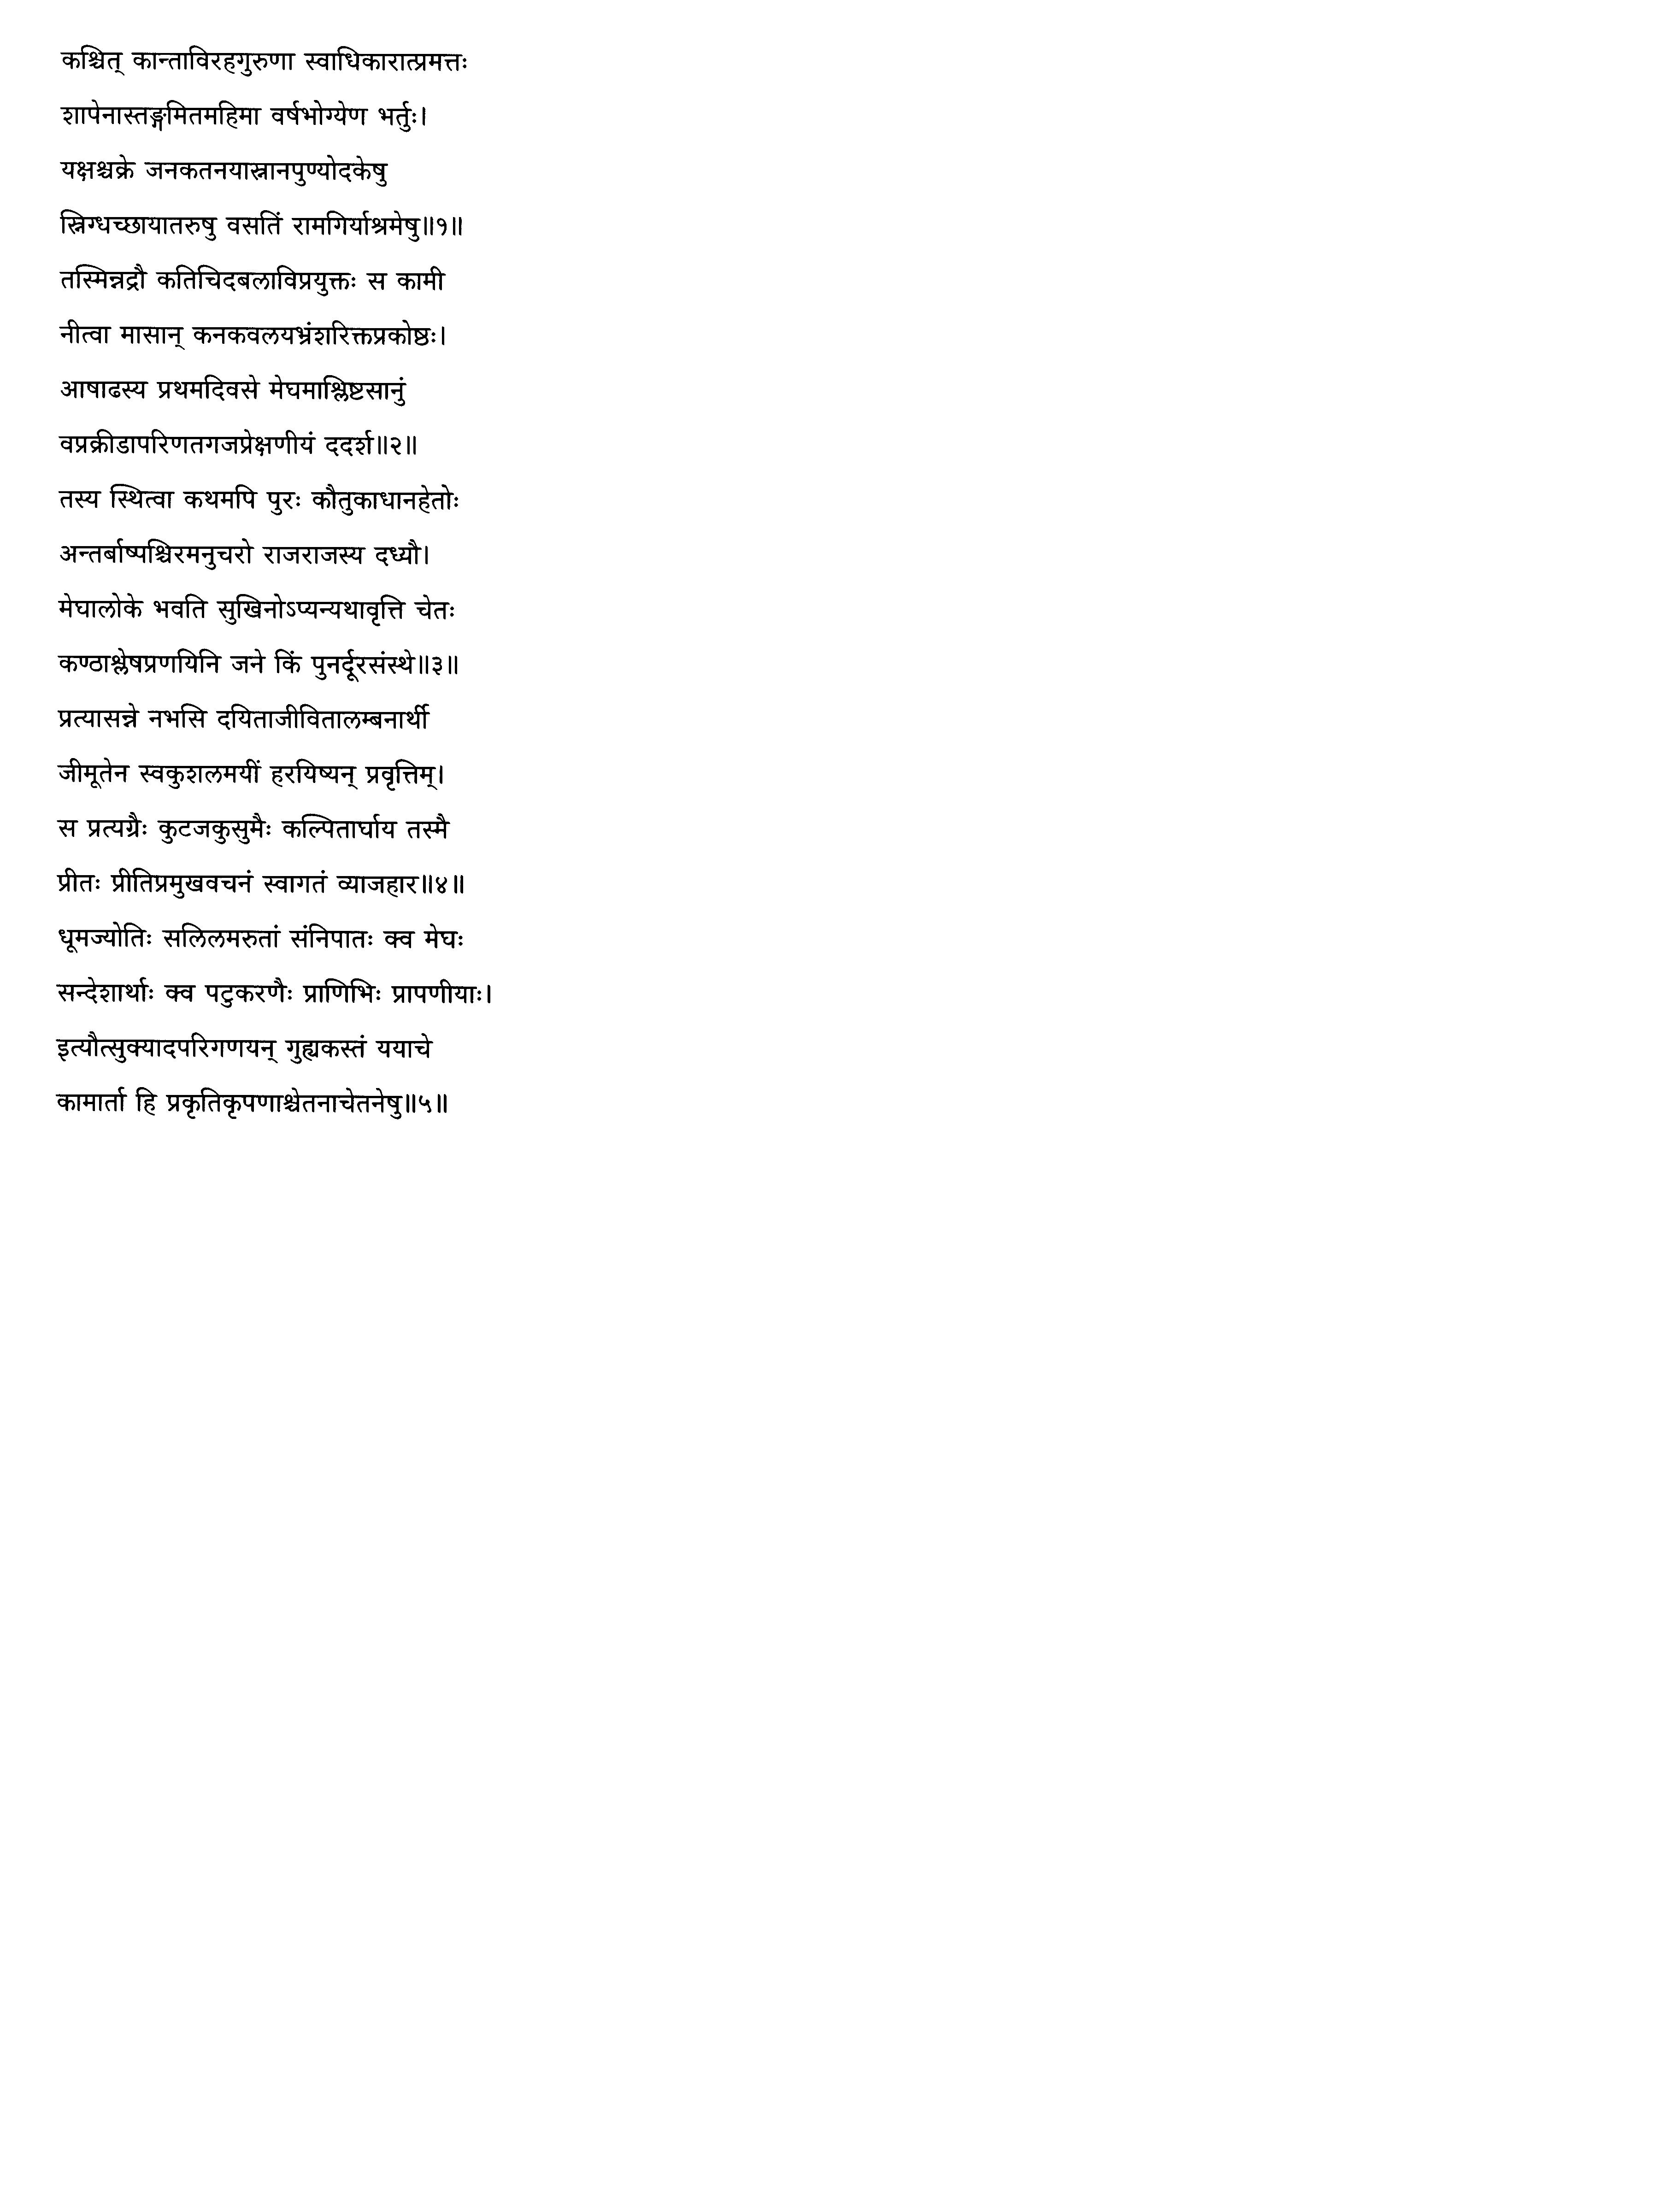 कश्चित् कान्ताविरहगुरुणा स्वाधिकारात्प्रमत्तः
शापेनास्तङ्गमितमहिमा वर्षभोग्येण भर्तुः।
यक्षश्चक्रे जनकतनयास्नानपुण्योदकेषु
स्निग्धच्छायातरुषु वसतिं रामगिर्याश्रमेषु॥१॥
तस्मिन्नद्रौ कतिचिदबलाविप्रयुक्तः स कामी
नीत्वा मासान् कनकवलयभ्रंशरिक्तप्रकोष्ठः।
आषाढस्य प्रथमदिवसे मेघमाश्लिष्टसानुं
वप्रक्रीडापरिणतगजप्रेक्षणीयं ददर्श॥२॥
तस्य स्थित्वा कथमपि पुरः कौतुकाधानहेतोः
अन्तर्बाष्पश्चिरमनुचरो राजराजस्य दध्यौ।
मेघालोके भवति सुखिनोऽप्यन्यथावृत्ति चेतः
कण्ठाश्लेषप्रणयिनि जने किं पुनर्दूरसंस्थे॥३॥
प्रत्यासन्ने नभसि दयिताजीवितालम्बनार्थी
जीमूतेन स्वकुशलमयीं हरयिष्यन् प्रवृत्तिम्।
स प्रत्यग्रैः कुटजकुसुमैः कल्पितार्घाय तस्मै
प्रीतः प्रीतिप्रमुखवचनं स्वागतं व्याजहार॥४॥
धूमज्योतिः सलिलमरुतां संनिपातः क्व मेघः
सन्देशार्थाः क्व पटुकरणैः प्राणिभिः प्रापणीयाः।
इत्यौत्सुक्यादपरिगणयन् गुह्यकस्तं ययाचे
कामार्ता हि प्रकृतिकृपणाश्चेतनाचेतनेषु॥५॥